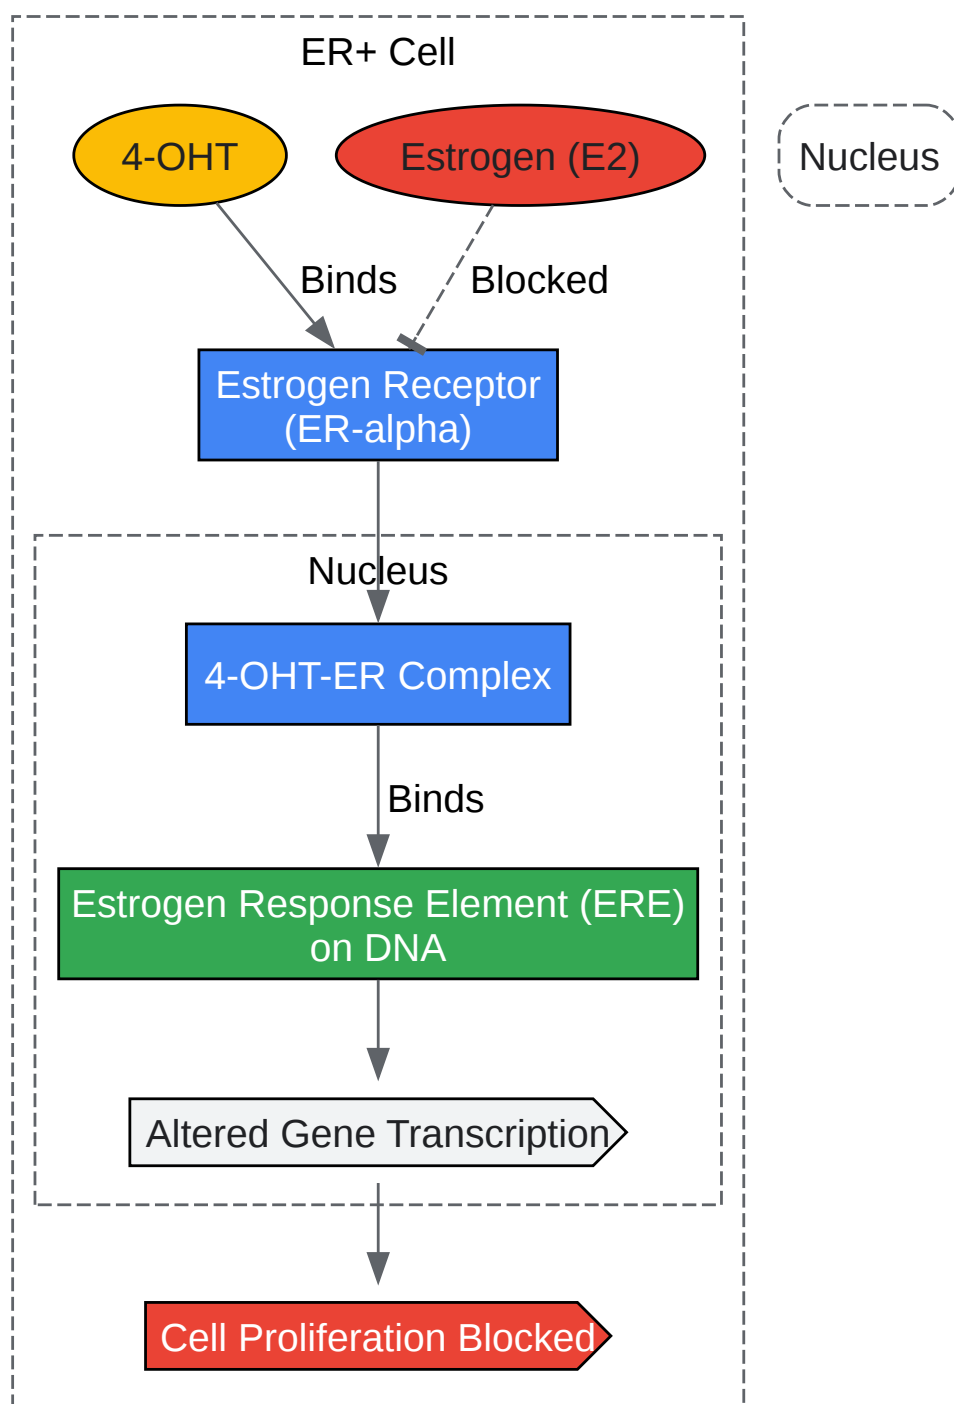 ER+ Cell
4-OHT
Estrogen (E2)
Nucleus
Binds
Blocked
Estrogen Receptor
(ER-alpha)
Nucleus
4-OHT-ER Complex
Binds
Estrogen Response Element (ERE)
on DNA
Altered Gene Transcription
Cell Proliferation Blocked